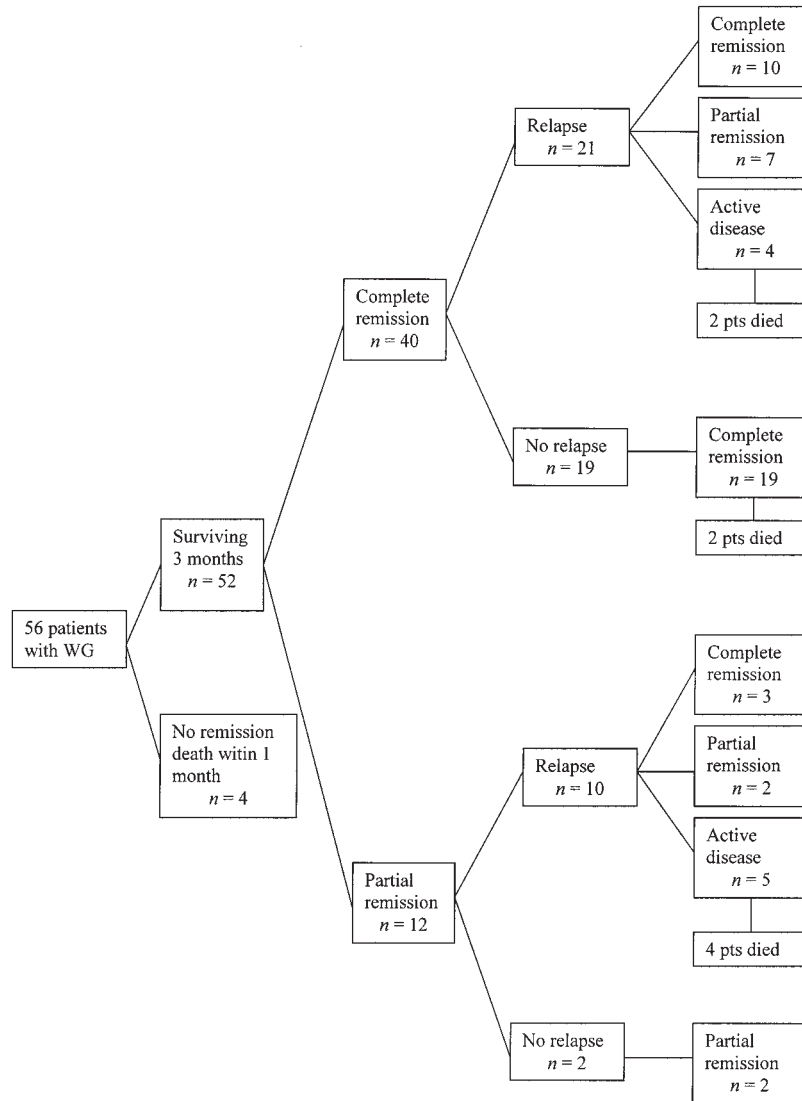 56 patients
with WG
Surviving
3 months
n = 52
No remission
death witin 1
month
n = 4
Complete
remission
n = 40
Partial
remission
n = 12
Relapse
n = 21
No relapse
n = 19
Relapse
n = 10
No relapse
n = 2
Complete
remission
n = 10
Partial
remission
n = 7
Active
disease
n = 4
2 pts died
Complete
remission
n = 19
2 pts died
Complete
remission
n = 3
Partial
remission
n = 2
Active
disease
n = 5
4 pts died
Partial
remission
n = 2